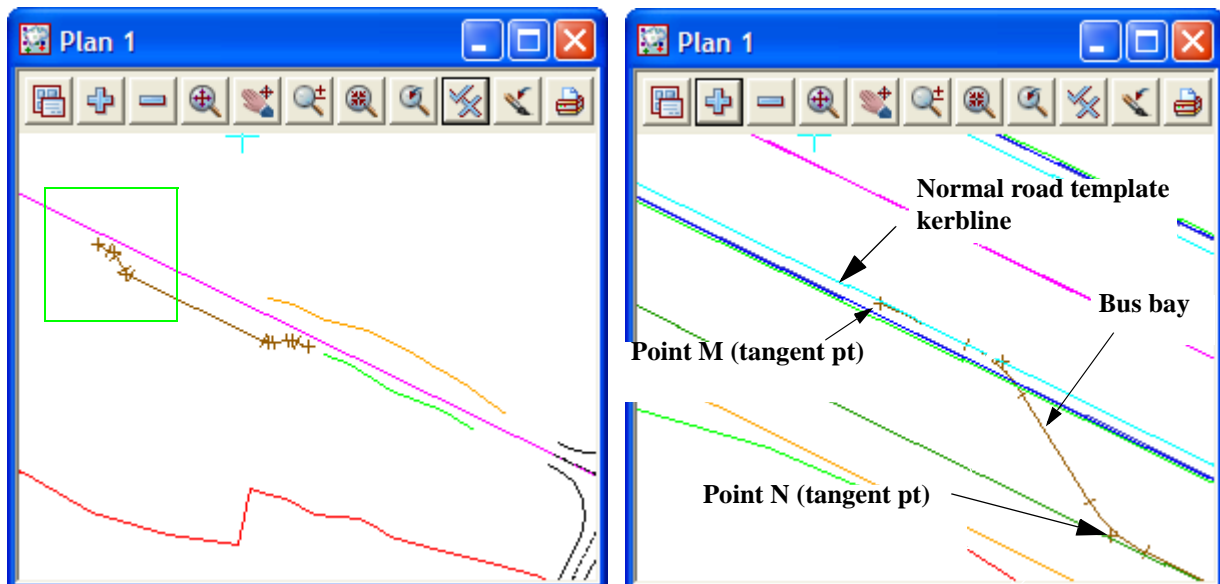 Plan 1
Plan 1
Normal road template
kerbline
Bus bay
Point M (tangent pt)
Point N (tangent pt)